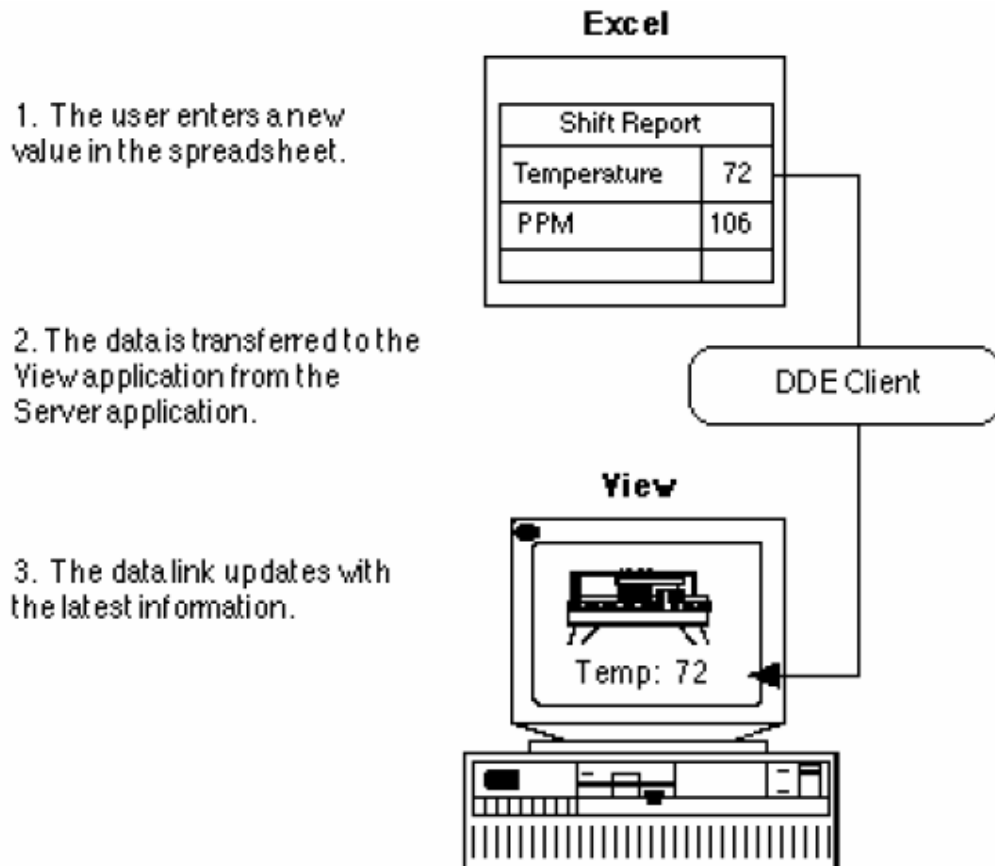 Excel
1. The user enters a new
value in the spreadsheet.
Shift Report
Temperature 72
PPM 106
2. The data is transferred to the
View application from the
Server application.
DDE Client
View
3. The data link updates with
the latest information.
Temp: 72